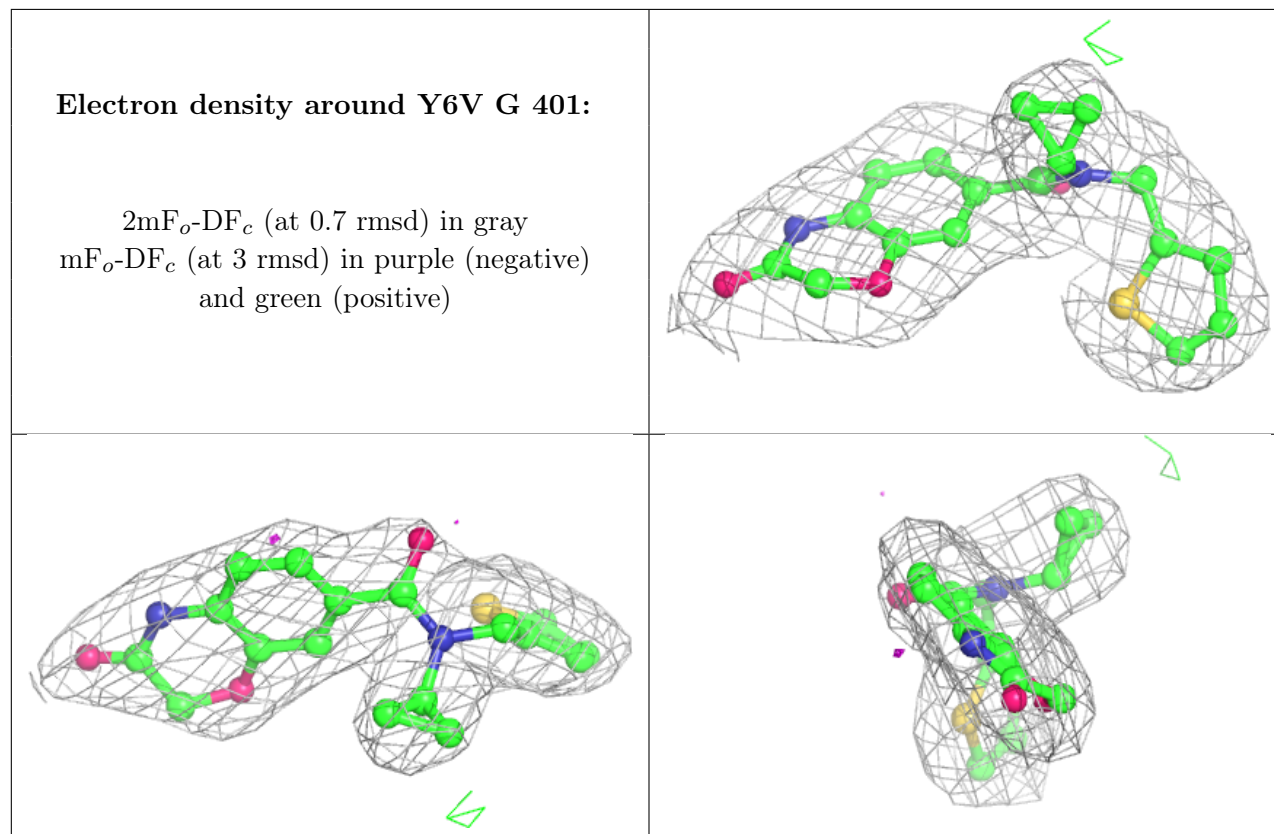 Electron density around Y6V G 401:
2mFo-DFc (at 0.7 rmsd) in gray
mFo-DFc (at 3 rmsd) in purple (negative)
and green (positive)